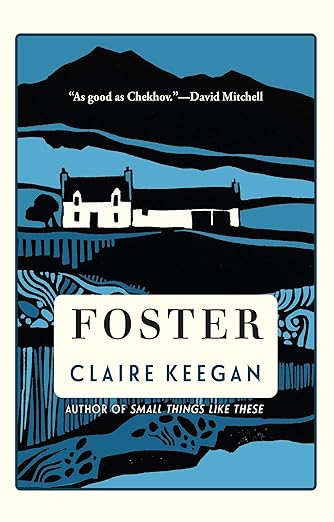 “As good as Chekhov.”—David Mitchell
FOSTER
CLAIRE KEEGAN
AUTHOR OF SMALL THINGS LIKE THESE